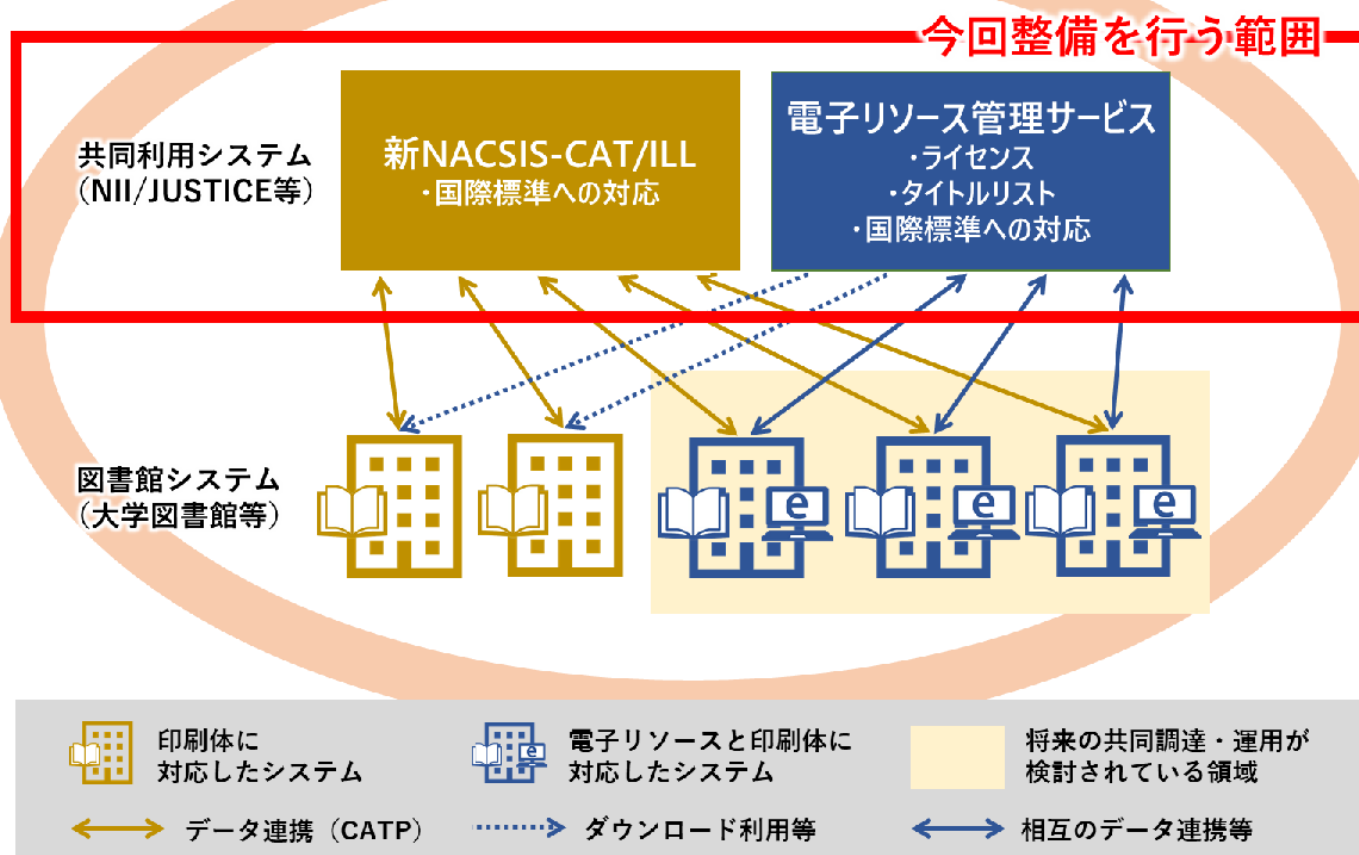 今回整備を行う範囲
共同利用システム
（NII/JUSTICE等）
新NACSIS-CAT/ILL
・国際標準への対応
電子リソース管理サービス
・ライセンス
・タイトルリスト
・国際標準への対応
図書館システム
（大学図書館等）
e
e
e
印刷体に
対応したシステム
e
電子リソースと印刷体に
対応したシステム
将来の共同調達・運用が
検討されている領域
データ連携（CATP）
ダウンロード利用等
相互のデータ連携等